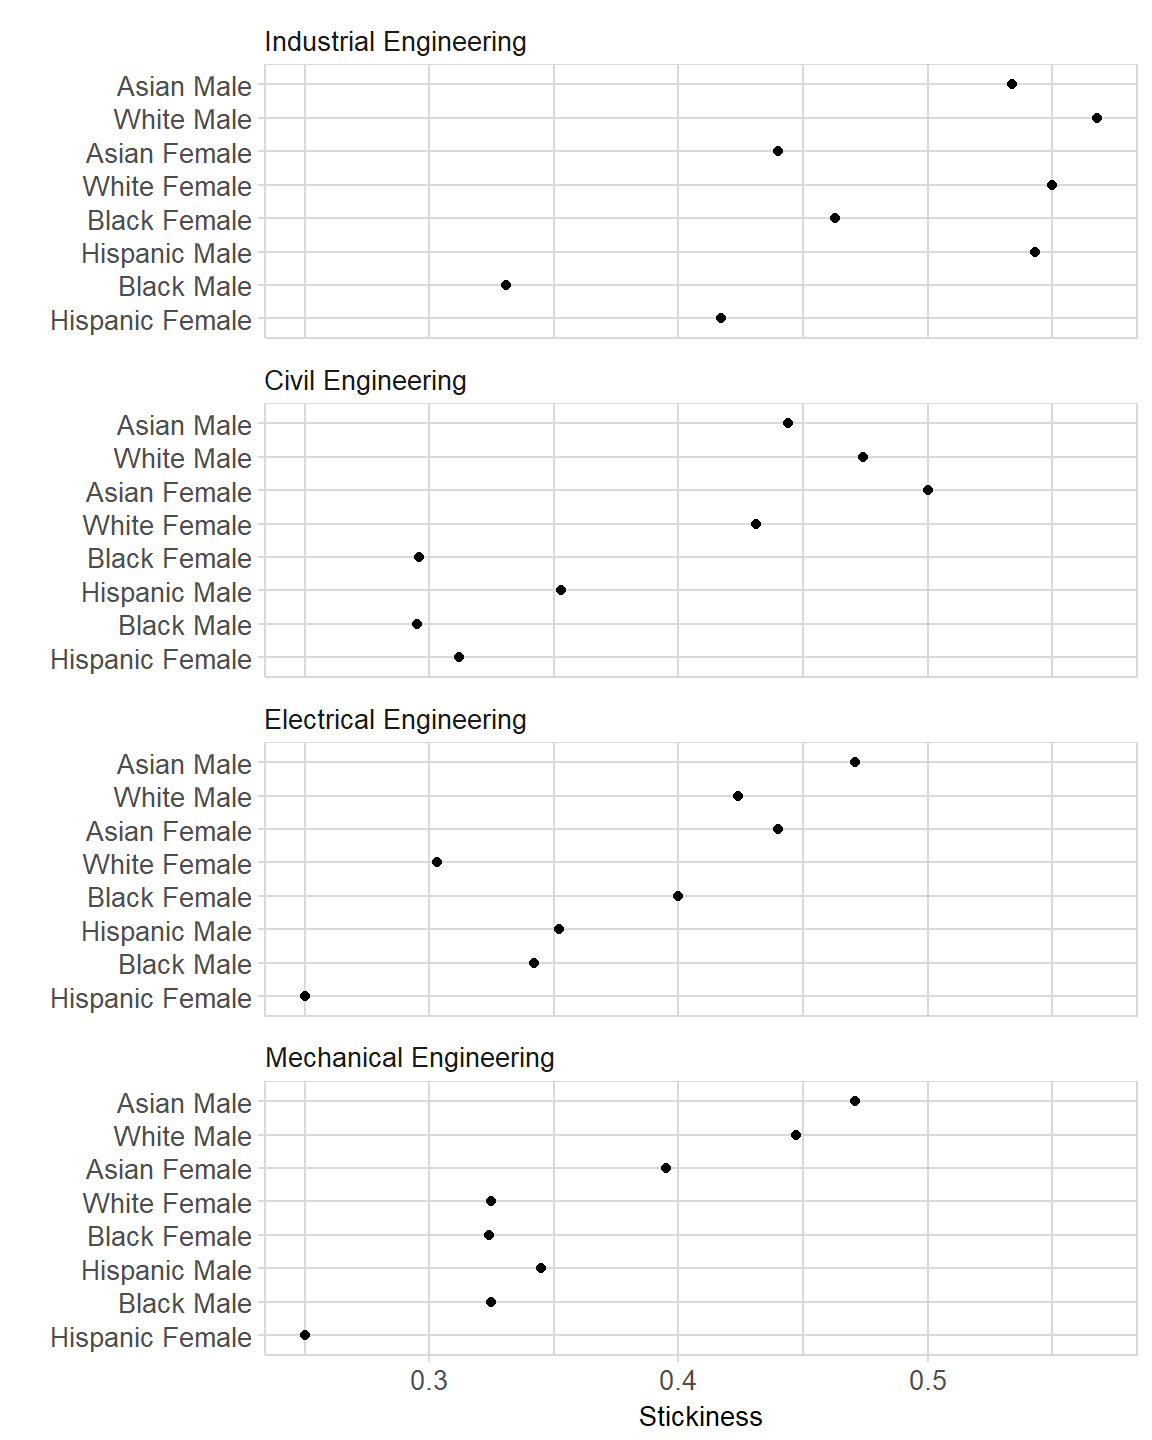 Industrial Engineering
Asian Male
White Male
Asian Female
White Female
Black Female
Hispanic Male
Black Male
Hispanic Female
Civil Engineering
Asian Male
White Male
Asian Female
White Female
Black Female
Hispanic Male
Black Male
Hispanic Female
Electrical Engineering
Asian Male
White Male
Asian Female
White Female
Black Female
Hispanic Male
Black Male
Hispanic Female
Mechanical Engineering
Asian Male
White Male
Asian Female
White Female
Black Female
Hispanic Male
Black Male
Hispanic Female
0.3 0.4 0.5
Stickiness